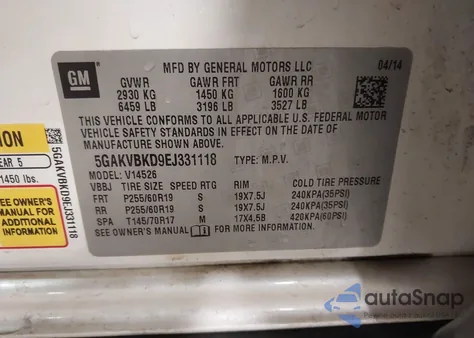 GM
MFD BY GENERAL MOTORS LLC
04/14
GVWR GAWR FRT GAWR RR
2930 KG 1450 KG 1600 KG
6459 LB 3196 LB 3527 LB
THIS VEHICLE CONFORMS TO ALL APPLICABLE U.S. FEDERAL MOTOR
VEHICLE SAFETY STANDARDS IN EFFECT ON THE DATE OF
MANUFACTURE SHOWN ABOVE.
5GAKVBKD9EJ331118 TYPE: M.P.V.
MODEL: V14526
VBBJ TIRE SIZE SPEED RTG RIM COLD TIRE PRESSURE
FRT P255/60R19 S 19X7.5J 240KPA(35PSI)
RR P255/60R19 S 19X7.5J 240KPA(35PSI)
SPA T145/70R17 M 17X4.5B 420KPA(60PSI)
SEE OWNER'S MANUAL FOR MORE INFORMATION.
ION
EAR 5
1450 lbs.
SEE OWNER'S
MANUAL FOR
ADDITIONAL
INFORMATION
5GAKVBKD9EJ331118
autoSnap